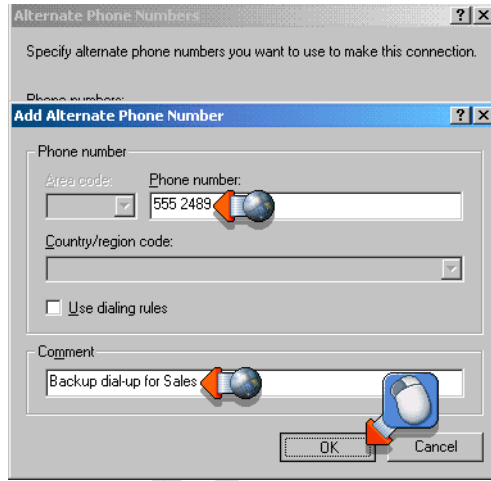 Alternate Phone Numbers
Specify alternate phone numbers you want to use to make this connection.
Phone numbers:
Add Alternate Phone Number
Phone number
Area code:
Phone number:
555 2489
Country/region code:
Use dialing rules
Comment
Backup dial-up for Sales
OK
Cancel